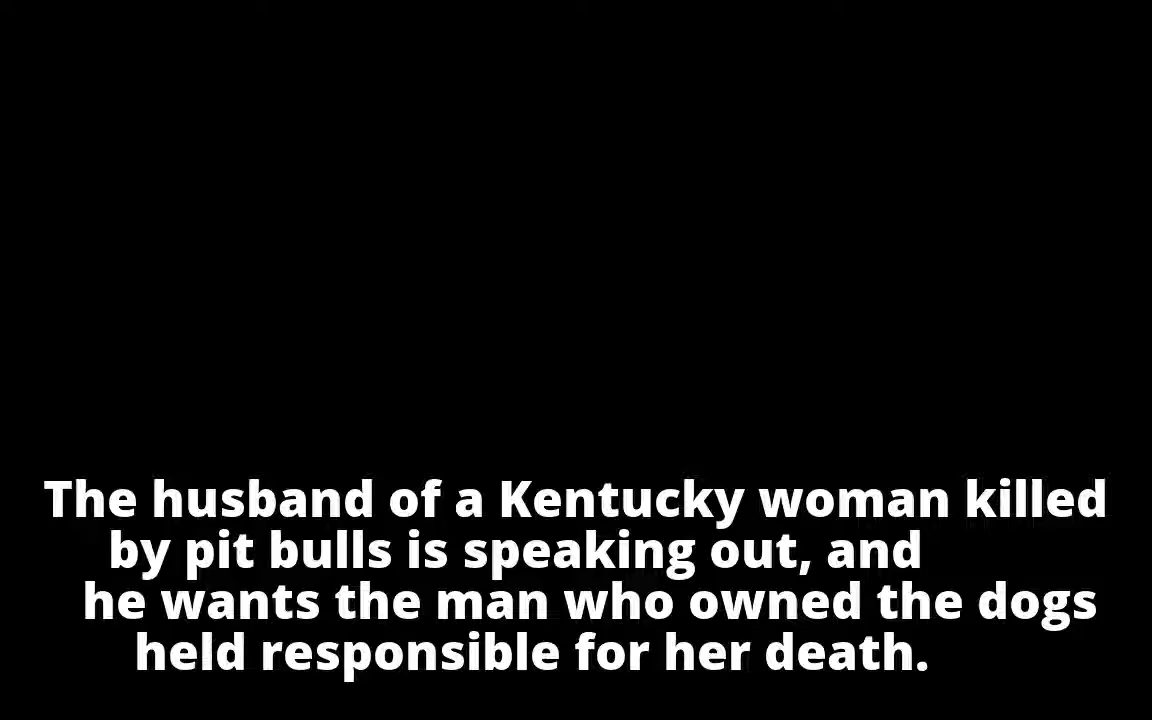 The husband of a Kentucky woman killed
by pit bulls is speaking out, and
he wants the man who owned the dogs
held responsible for her death.